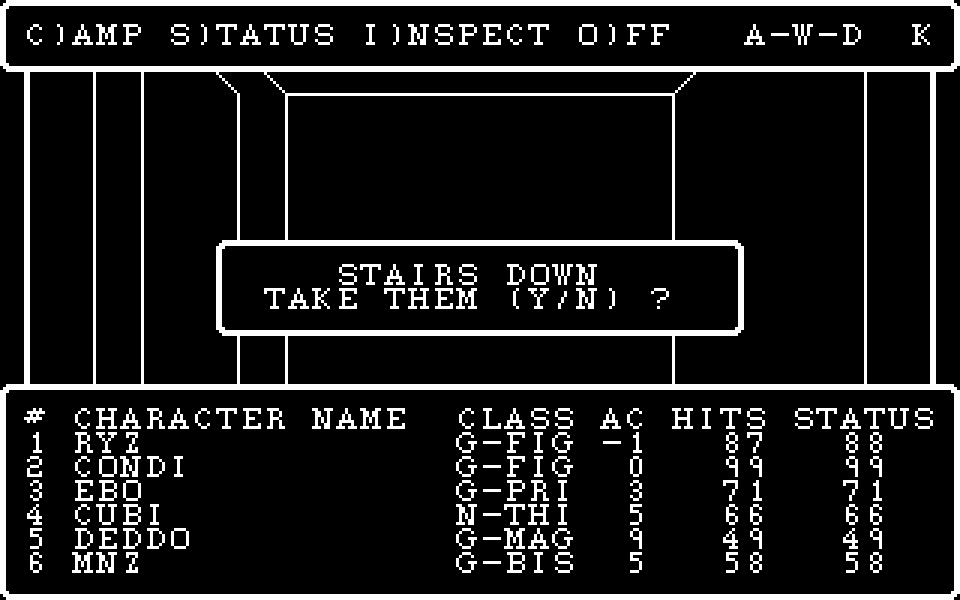 C)AMP S)TATUS I)NSPECT O)FF A-W-D K
STAIRS DOWN
TAKE THEM (Y/N) ?
# CHARACTER NAME CLASS AC HITS STATUS
1 RYZ G-FIG -1 87 88
2 CONDI G-FIG 0 99 99
3 EBO G-PRI 3 71 71
4 CUBI N-THI 5 66 66
5 DEDDO G-MAG 9 49 49
6 MNZ G-BIS 5 58 58